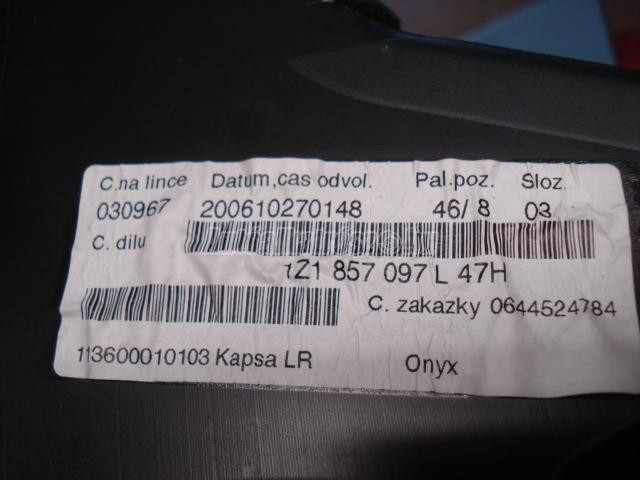 C.na lince Datum,cas odvol. Pal.poz. Sloz.
030967 200610270148 46/ 8 03
C. dilu
1Z1 857 097 L 47H
C. zakazky 0644524784
113600010103 Kapsa LR Onyx